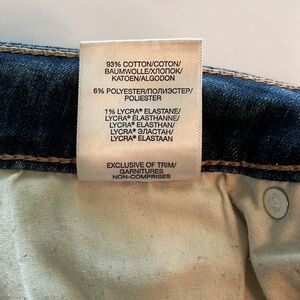 93% COTTON/COTON/
BAUMWOLLE/ХЛОПОК/
KATOEN/ALGODON
6% POLYESTER/ПОЛИЭСТЕР/
POLIESTER
1% LYCRA® ELASTANE/
LYCRA® ELASTHANNE/
LYCRA® ELASTHAN/
LYCRA® ЭЛАСТАН/
LYCRA® ELASTAAN
EXCLUSIVE OF TRIM/
GARNITURES
NON-COMPRISES